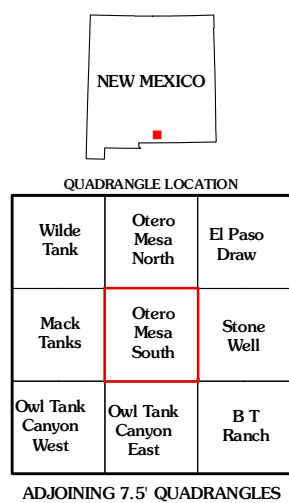 NEW MEXICO
QUADRANGLE LOCATION
Wilde
Tank
Otero
Mesa
North
El Paso
Draw
Mack
Tanks
Otero
Mesa
South
Stone
Well
Owl Tank
Canyon
West
Owl Tank
Canyon
East
B T
Ranch
ADJOINING 7.5' QUADRANGLES